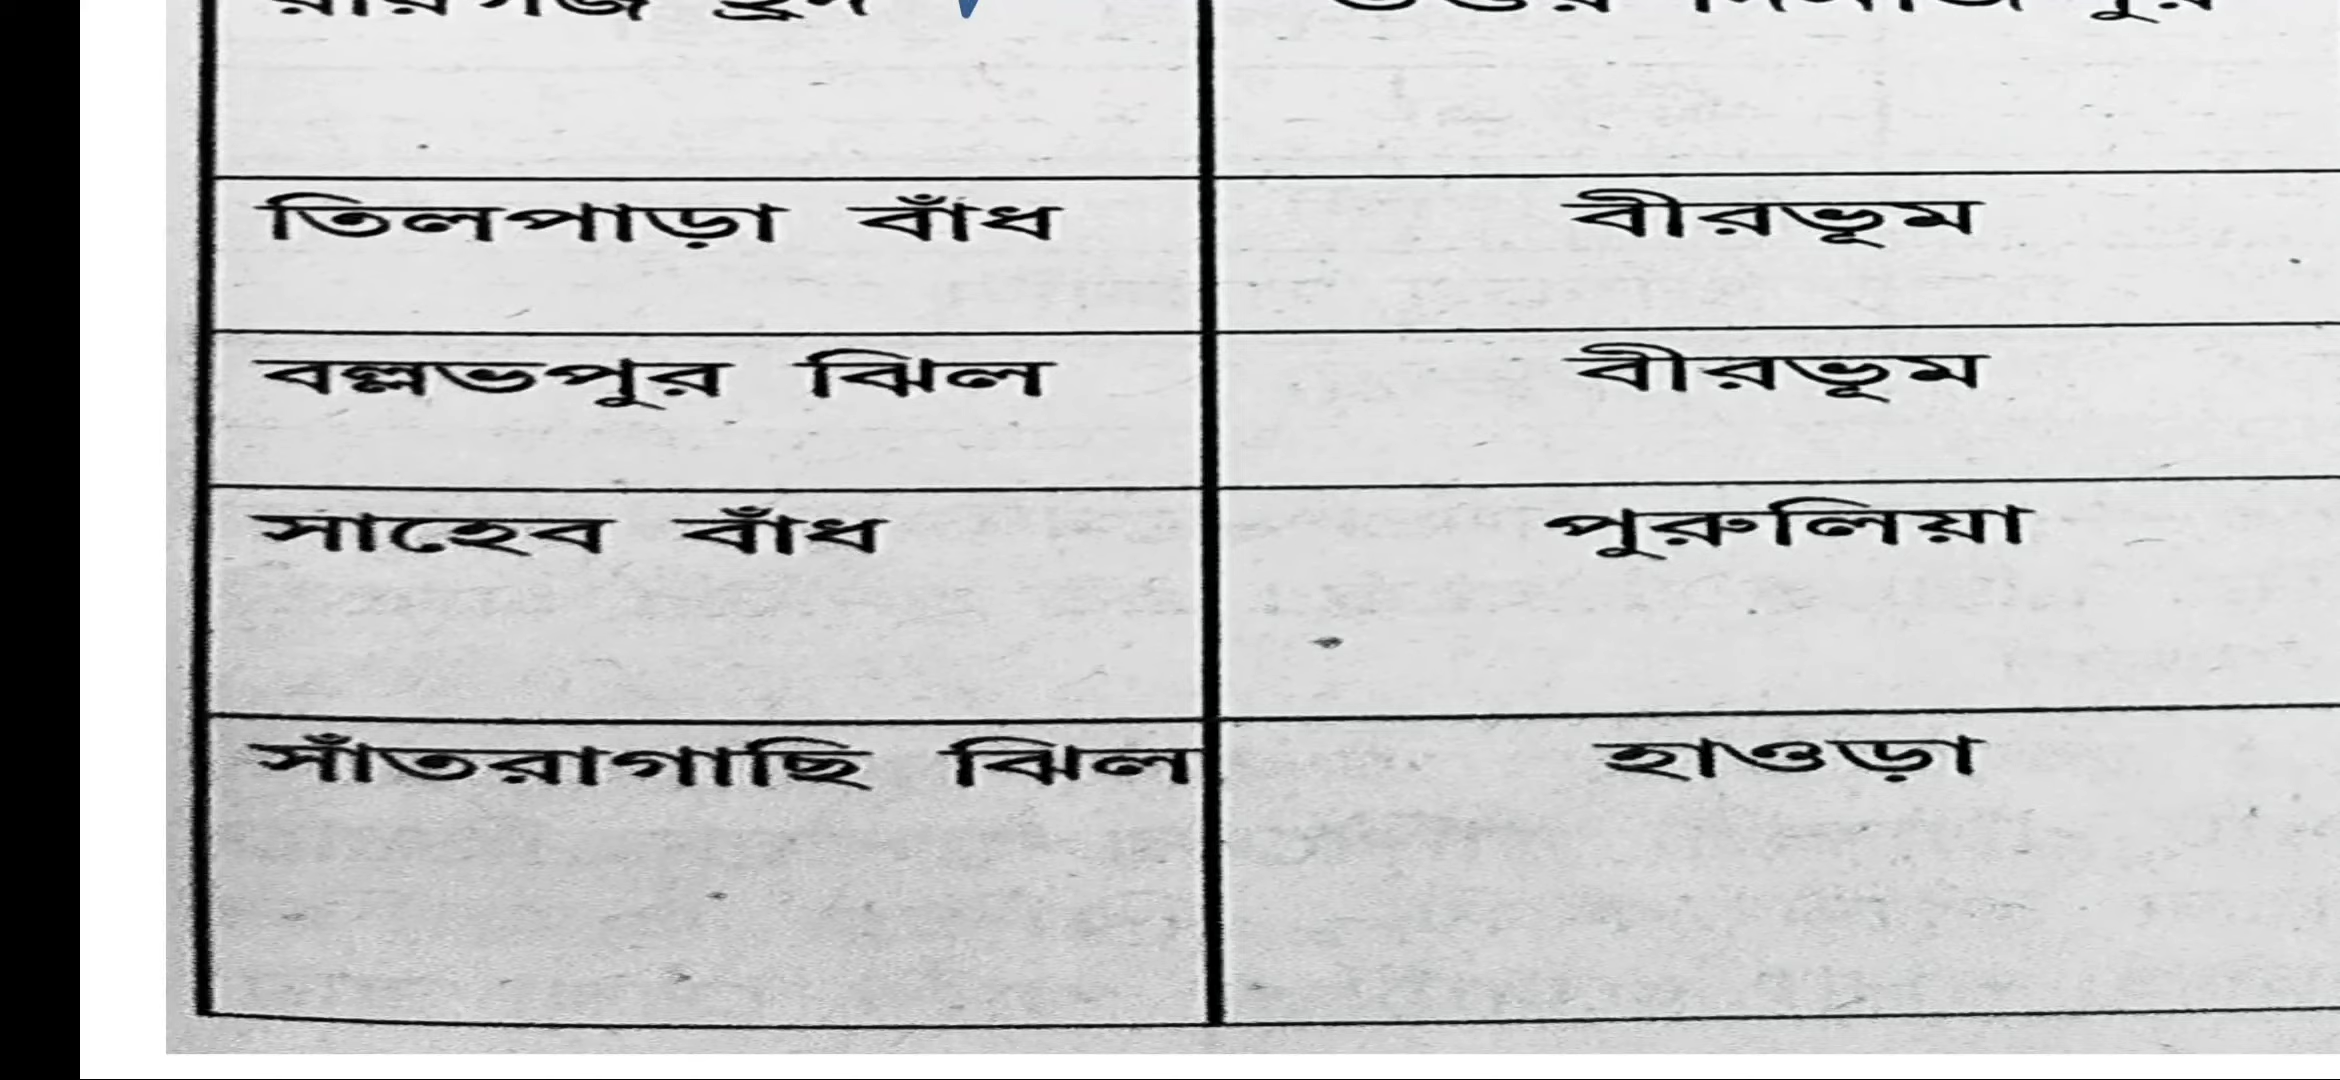 তিলপাড়া বাঁধ বীরভূম
বল্লভপুর ঝিল বীরভূম
সাহেব বাঁধ পুরুলিয়া
সাঁতরাগাছি ঝিল হাওড়া